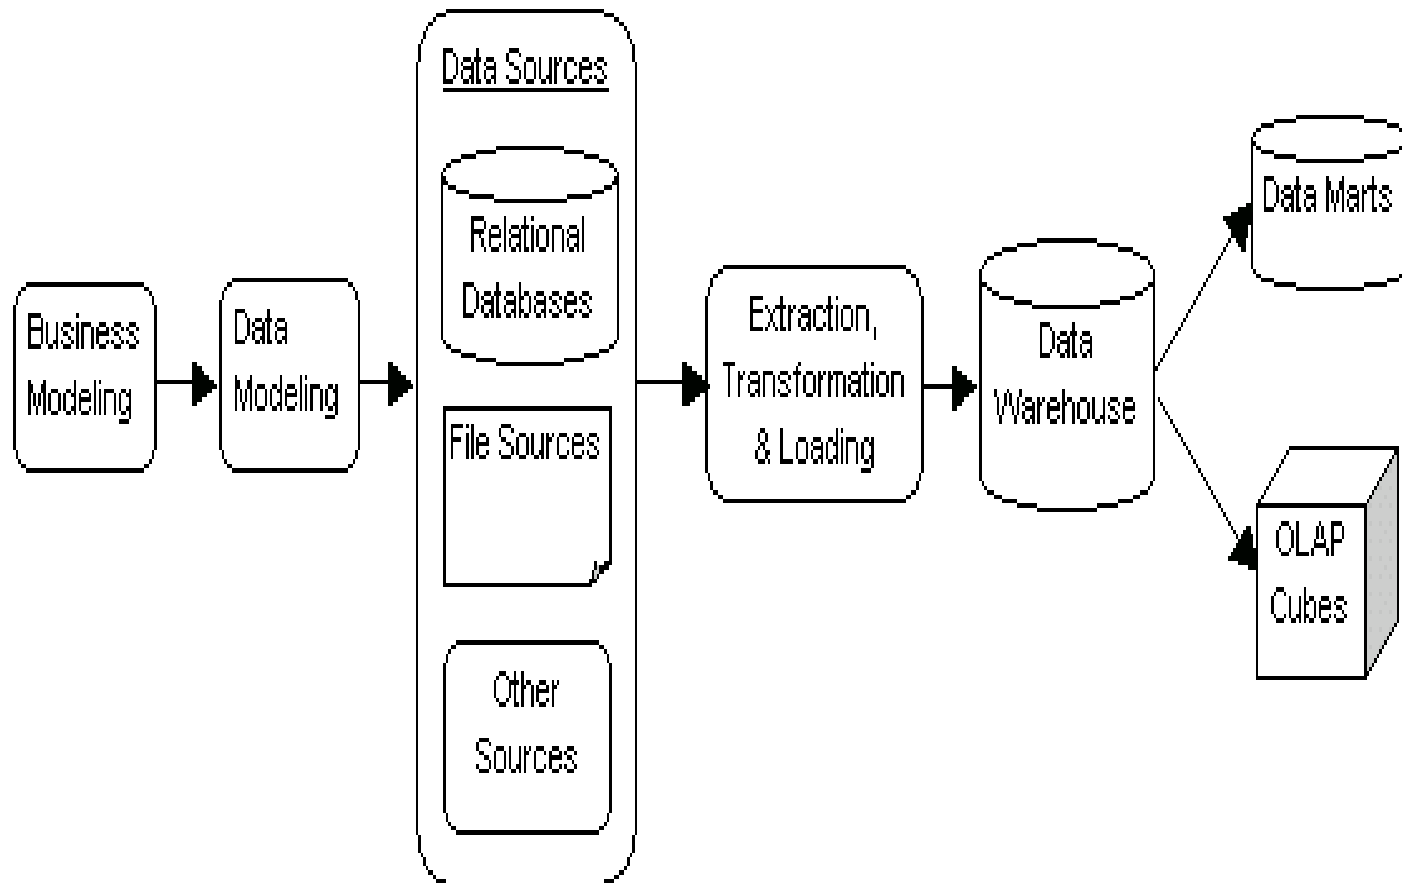 Business
Modeling
Data
Modeling
Data Sources
Relational
Databases
File Sources
Other
Sources
Extraction,
Transformation
& Loading
Data
Warehouse
Data Marts
OLAP
Cubes